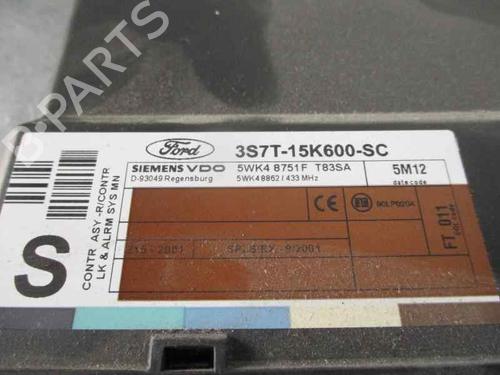 Ford
3S7T-15K600-SC
SIEMENS VDO
D-93049 Regensburg
5WK4 8751F T83SA
5WK4 8862 / 433 MHz
5M12
date code
S
CONTR ASY-R/CONTR
LK & ALRM SYS MN
CE
FT_011
B-PARTS